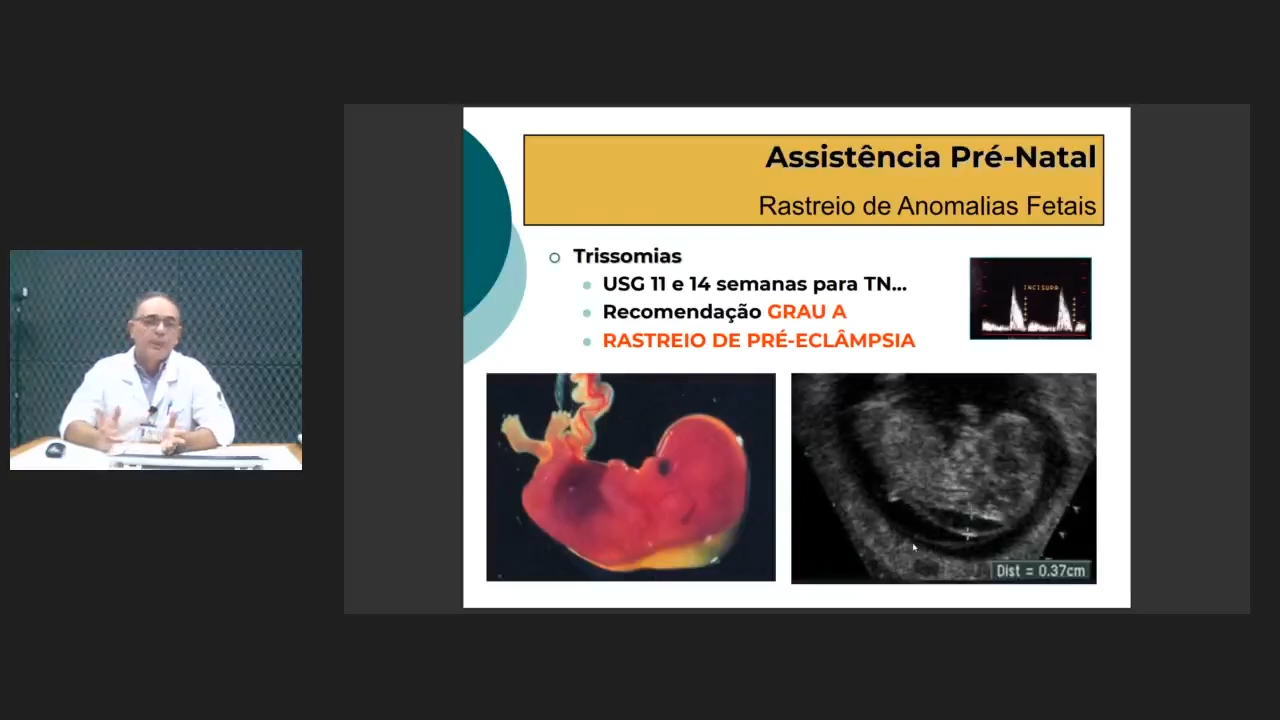 Assistência Pré-Natal
Rastreio de Anomalias Fetais
Trissomias
USG 11 e 14 semanas para TN...
Recomendação GRAU A
RASTREIO DE PRÉ-ECLÂMPSIA
INCISURA
Dist = 0.37cm